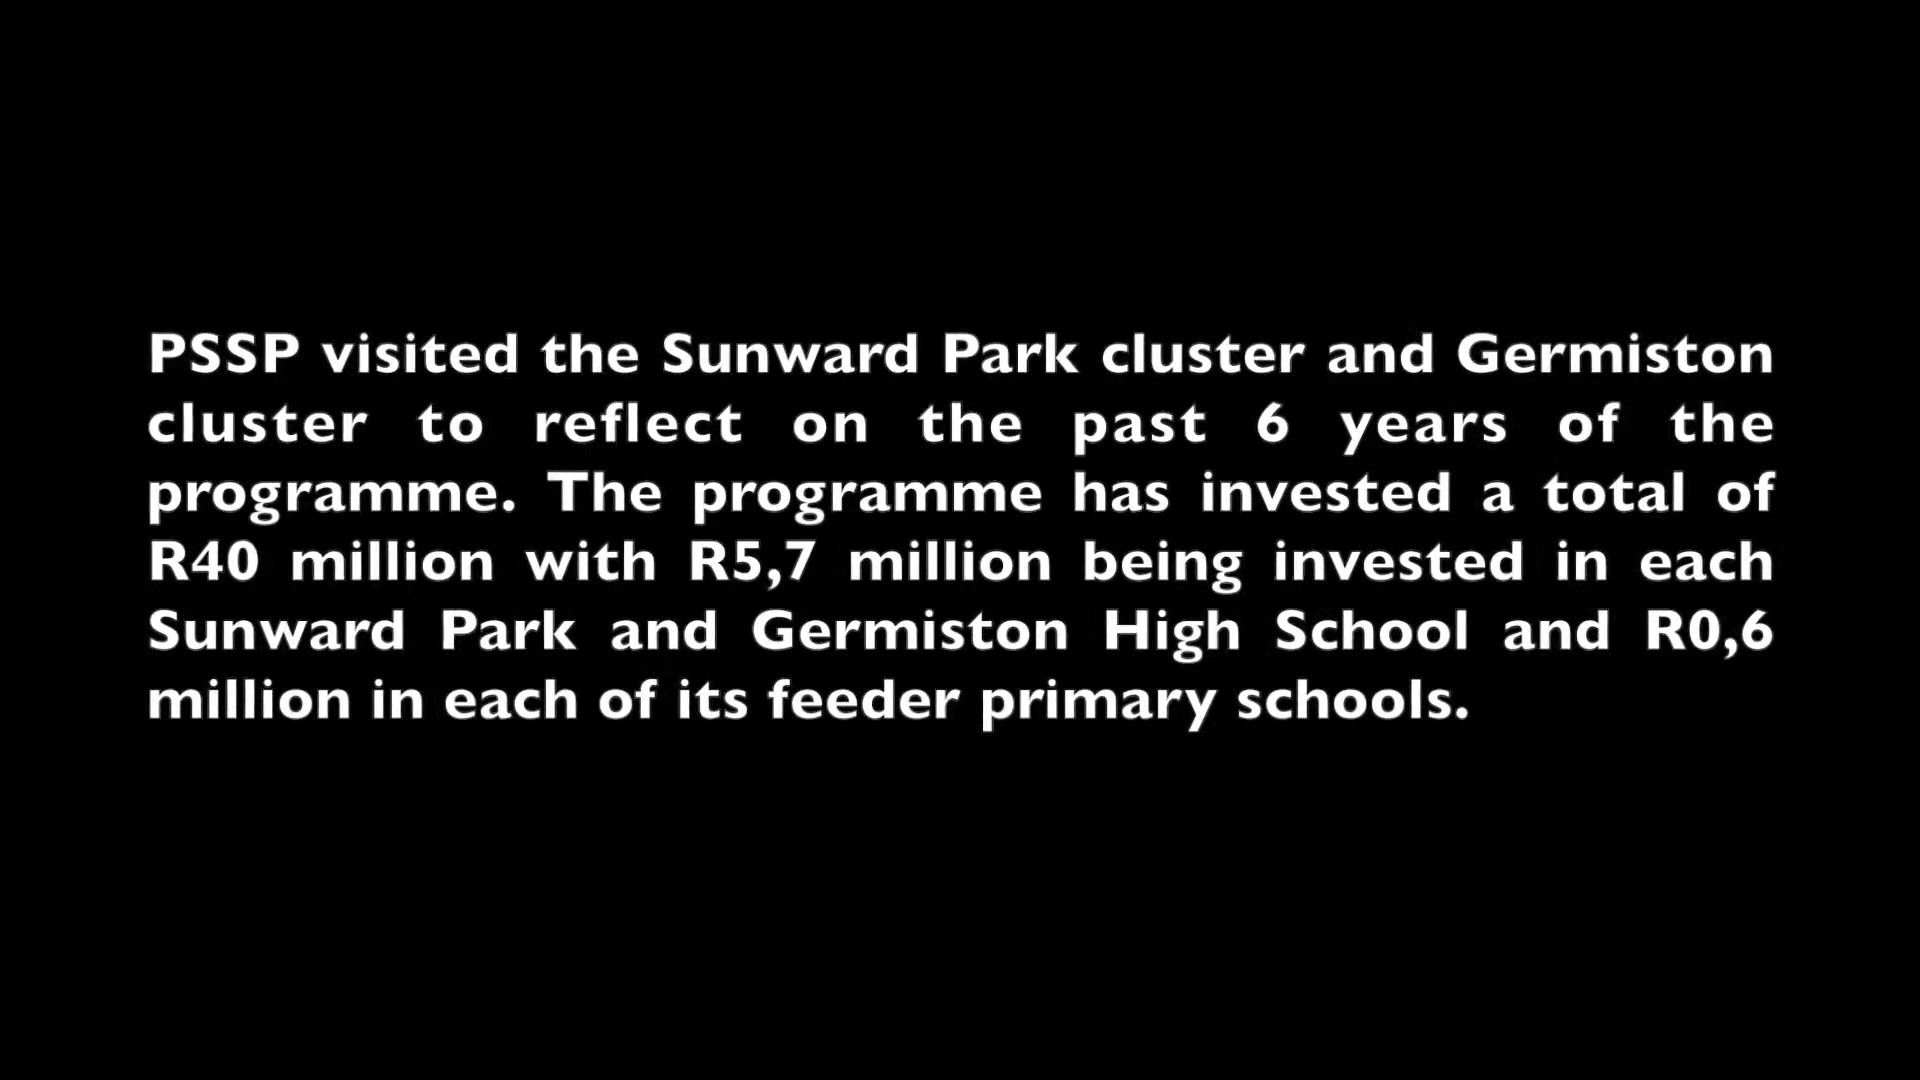 PSSP visited the Sunward Park cluster and Germiston
cluster to reflect on the past 6 years of the
programme. The programme has invested a total of
R40 million with R5,7 million being invested in each
Sunward Park and Germiston High School and R0,6
million in each of its feeder primary schools.